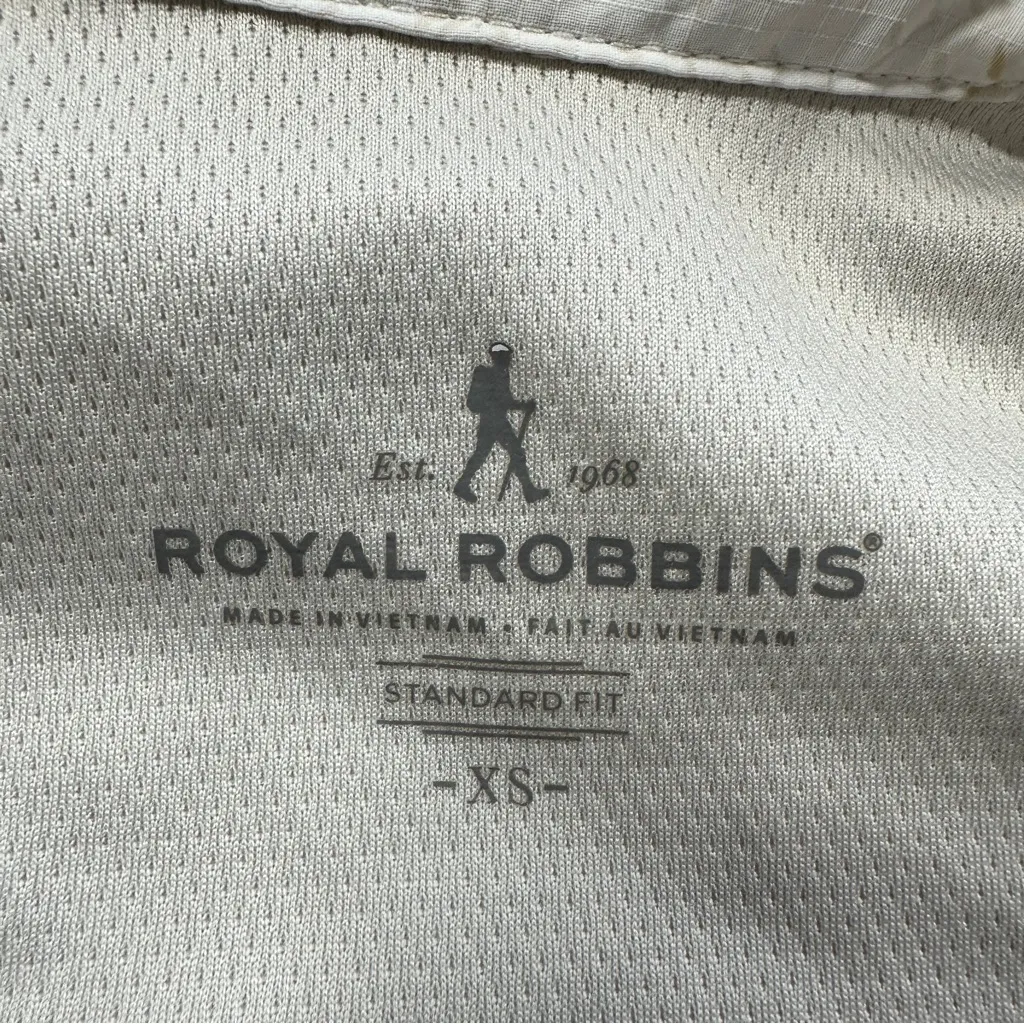 Est. 1968
ROYAL ROBBINS®
MADE IN VIETNAM • FAIT AU VIETNAM
STANDARD FIT
-XS-